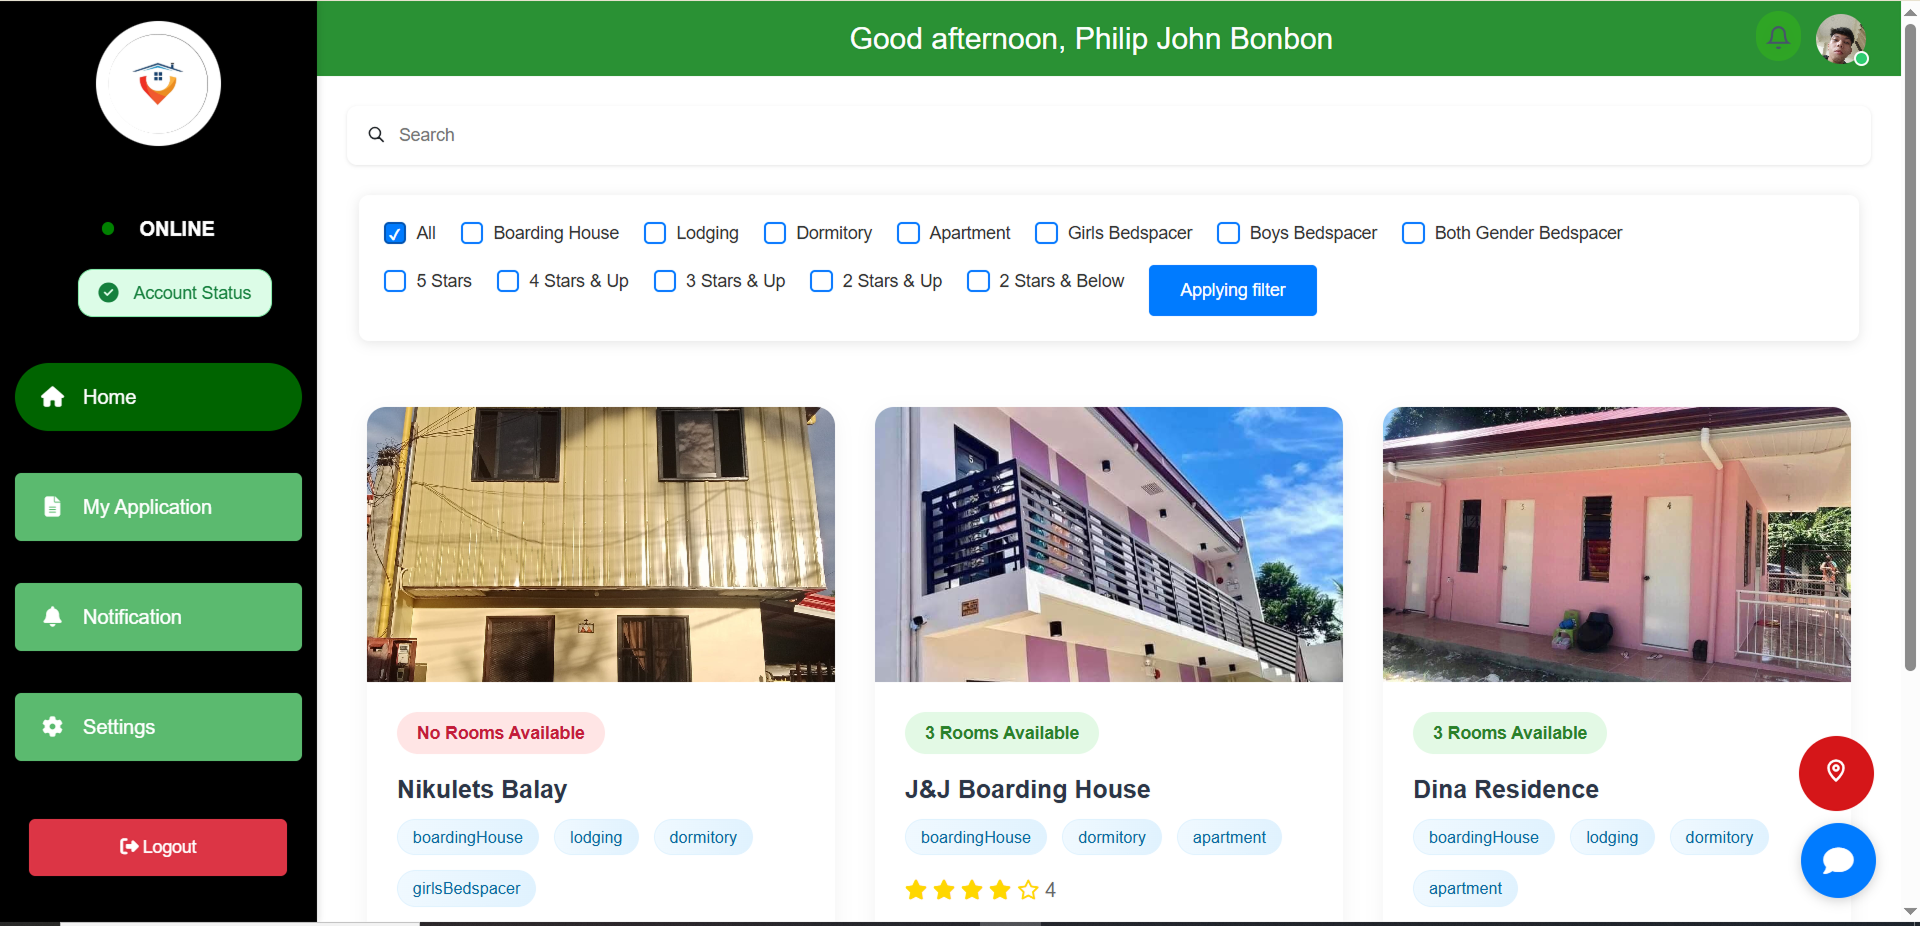 Good afternoon, Philip John Bonbon
Search
ONLINE
Account Status
Home
My Application
Notification
Settings
Logout
All Boarding House Lodging Dormitory Apartment Girls Bedspacer Boys Bedspacer Both Gender Bedspacer
5 Stars 4 Stars & Up 3 Stars & Up 2 Stars & Up 2 Stars & Below Applying filter
5
4
No Rooms Available
Nikulets Balay
boardingHouse lodging dormitory
girlsBedspacer
3 Rooms Available
J&J Boarding House
boardingHouse dormitory apartment
4
3 Rooms Available
Dina Residence
boardingHouse lodging dormitory
apartment